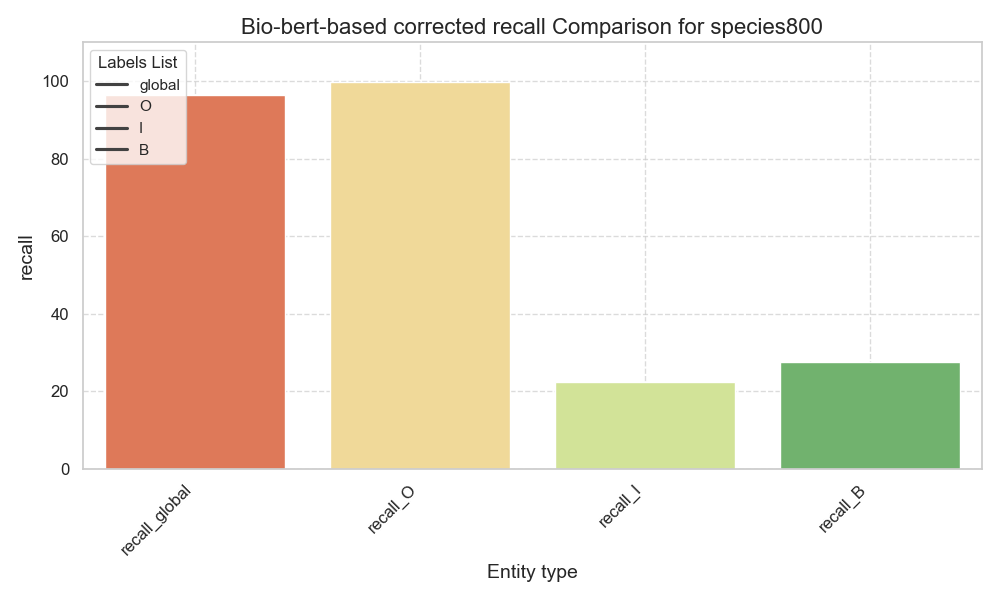 Bio-bert-based corrected recall Comparison for species800
Labels List
global
O
I
B
100
80
60
40
20
0
recall
recall_global
recall_O
recall_I
recall_B
Entity type